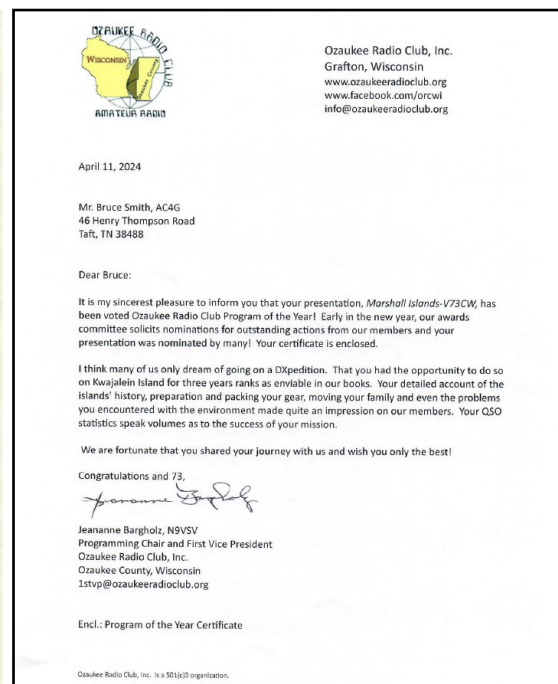 OZAUKEE RADIO CLUB
WISCONSIN
Ozaukee County
AMATEUR RADIO
Ozaukee Radio Club, Inc.
Grafton, Wisconsin
www.ozaukeeradioclub.org
www.facebook.com/orcwi
info@ozaukeeradioclub.org
April 11, 2024
Mr. Bruce Smith, AC4G
46 Henry Thompson Road
Taft, TN 38488
Dear Bruce:
It is my sincerest pleasure to inform you that your presentation, Marshall Islands-V73CW, has
been voted Ozaukee Radio Club Program of the Year! Early in the new year, our awards
committee solicits nominations for outstanding actions from our members and your
presentation was nominated by many! Your certificate is enclosed.
I think many of us only dream of going on a DXpedition. That you had the opportunity to do so
on Kwajalein Island for three years ranks as enviable in our books. Your detailed account of the
islands' history, preparation and packing your gear, moving your family and even the problems
you encountered with the environment made quite an impression on our members. Your QSO
statistics speak volumes as to the success of your mission.
We are fortunate that you shared your journey with us and wish you only the best!
Congratulations and 73,
Jeananne Bargholz
Jeananne Bargholz, N9VSV
Programming Chair and First Vice President
Ozaukee Radio Club, Inc.
Ozaukee County, Wisconsin
1stvp@ozaukeeradioclub.org
Encl.: Program of the Year Certificate
Ozaukee Radio Club, Inc. is a 501(c)3 organization.